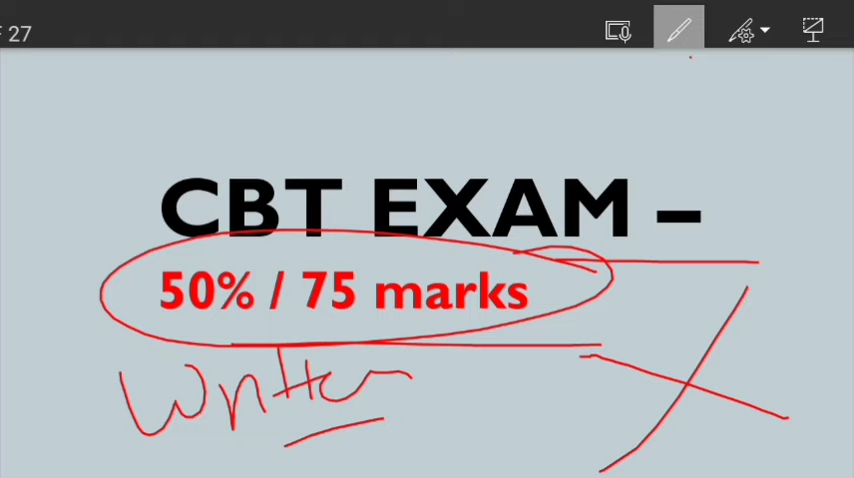 27
CBT EXAM –
50% / 75 marks
Written